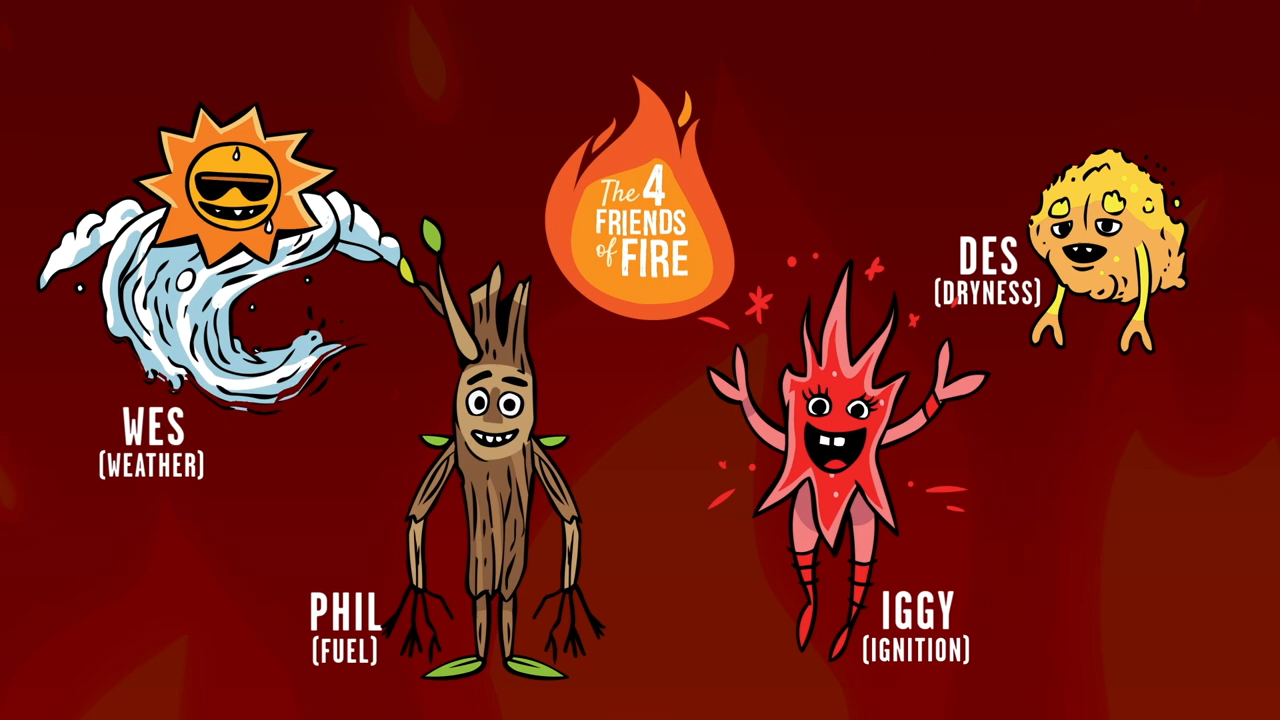 The 4
FRIENDS
of FIRE
DES
(DRYNESS)
WES
(WEATHER)
PHIL
(FUEL)
IGGY
(IGNITION)